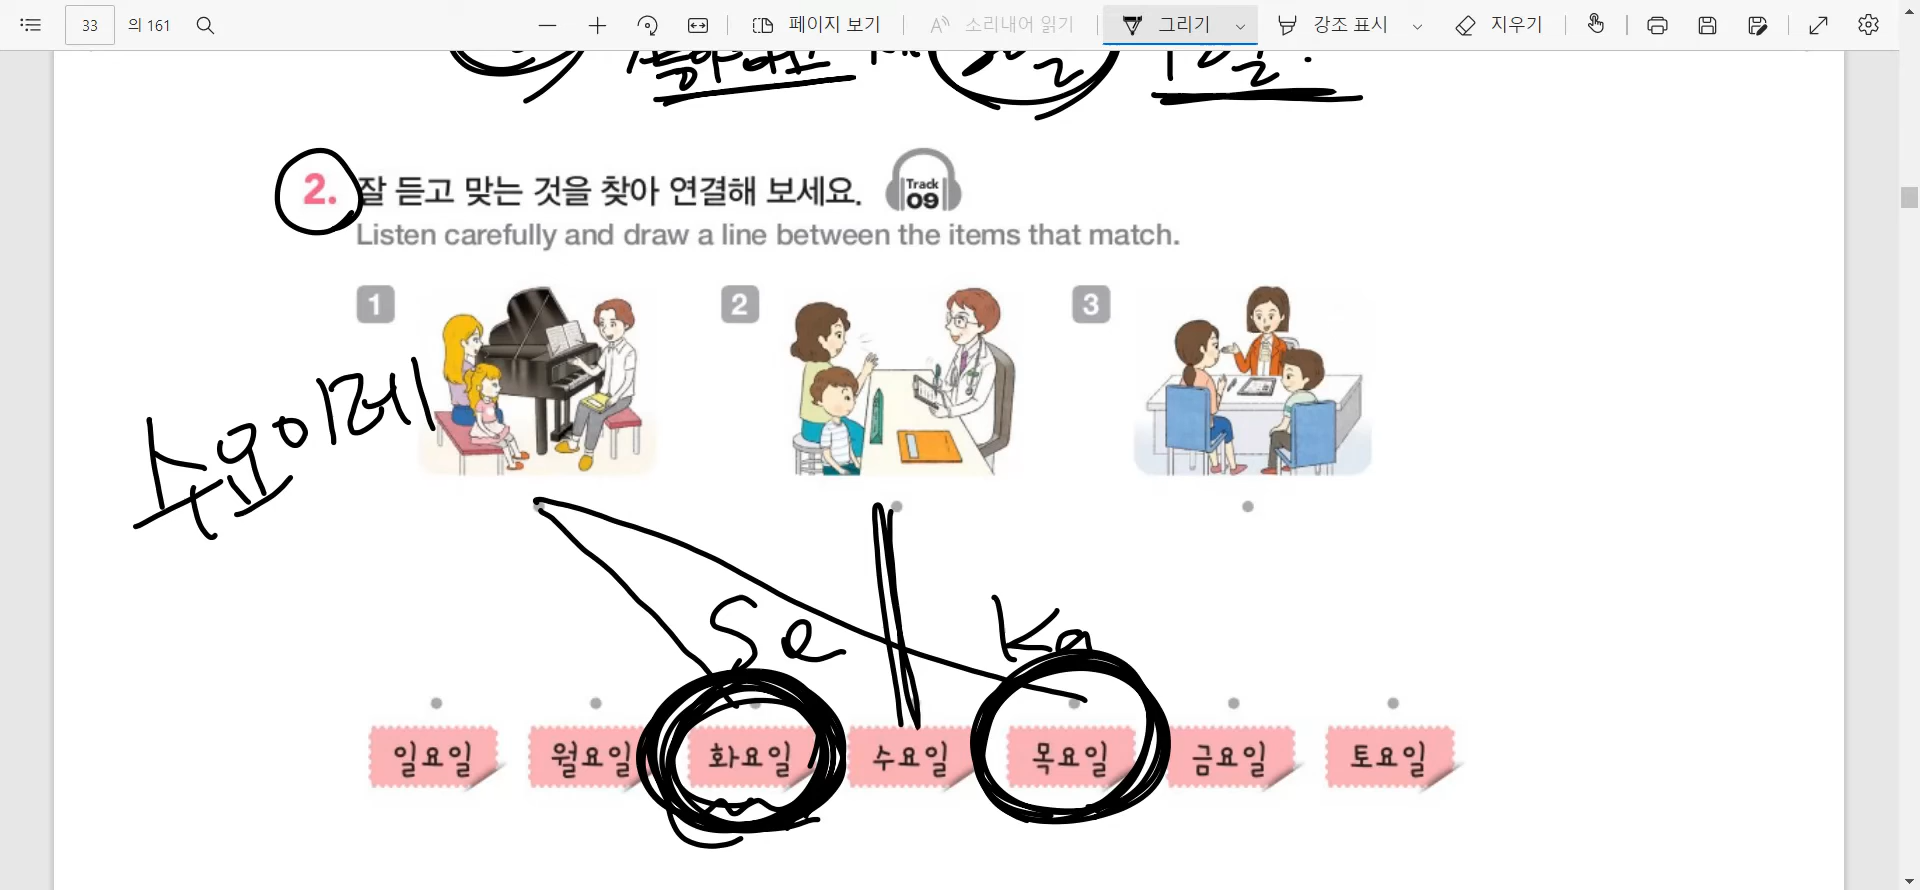 33 의 161 페이지 보기 소리내어 읽기 그리기 강조 표시 지우기
2. 잘 듣고 맞는 것을 찾아 연결해 보세요. Track 09
Listen carefully and draw a line between the items that match.
1 2 3
수요이레
Se Ka
일요일 월요일 화요일 수요일 목요일 금요일 토요일